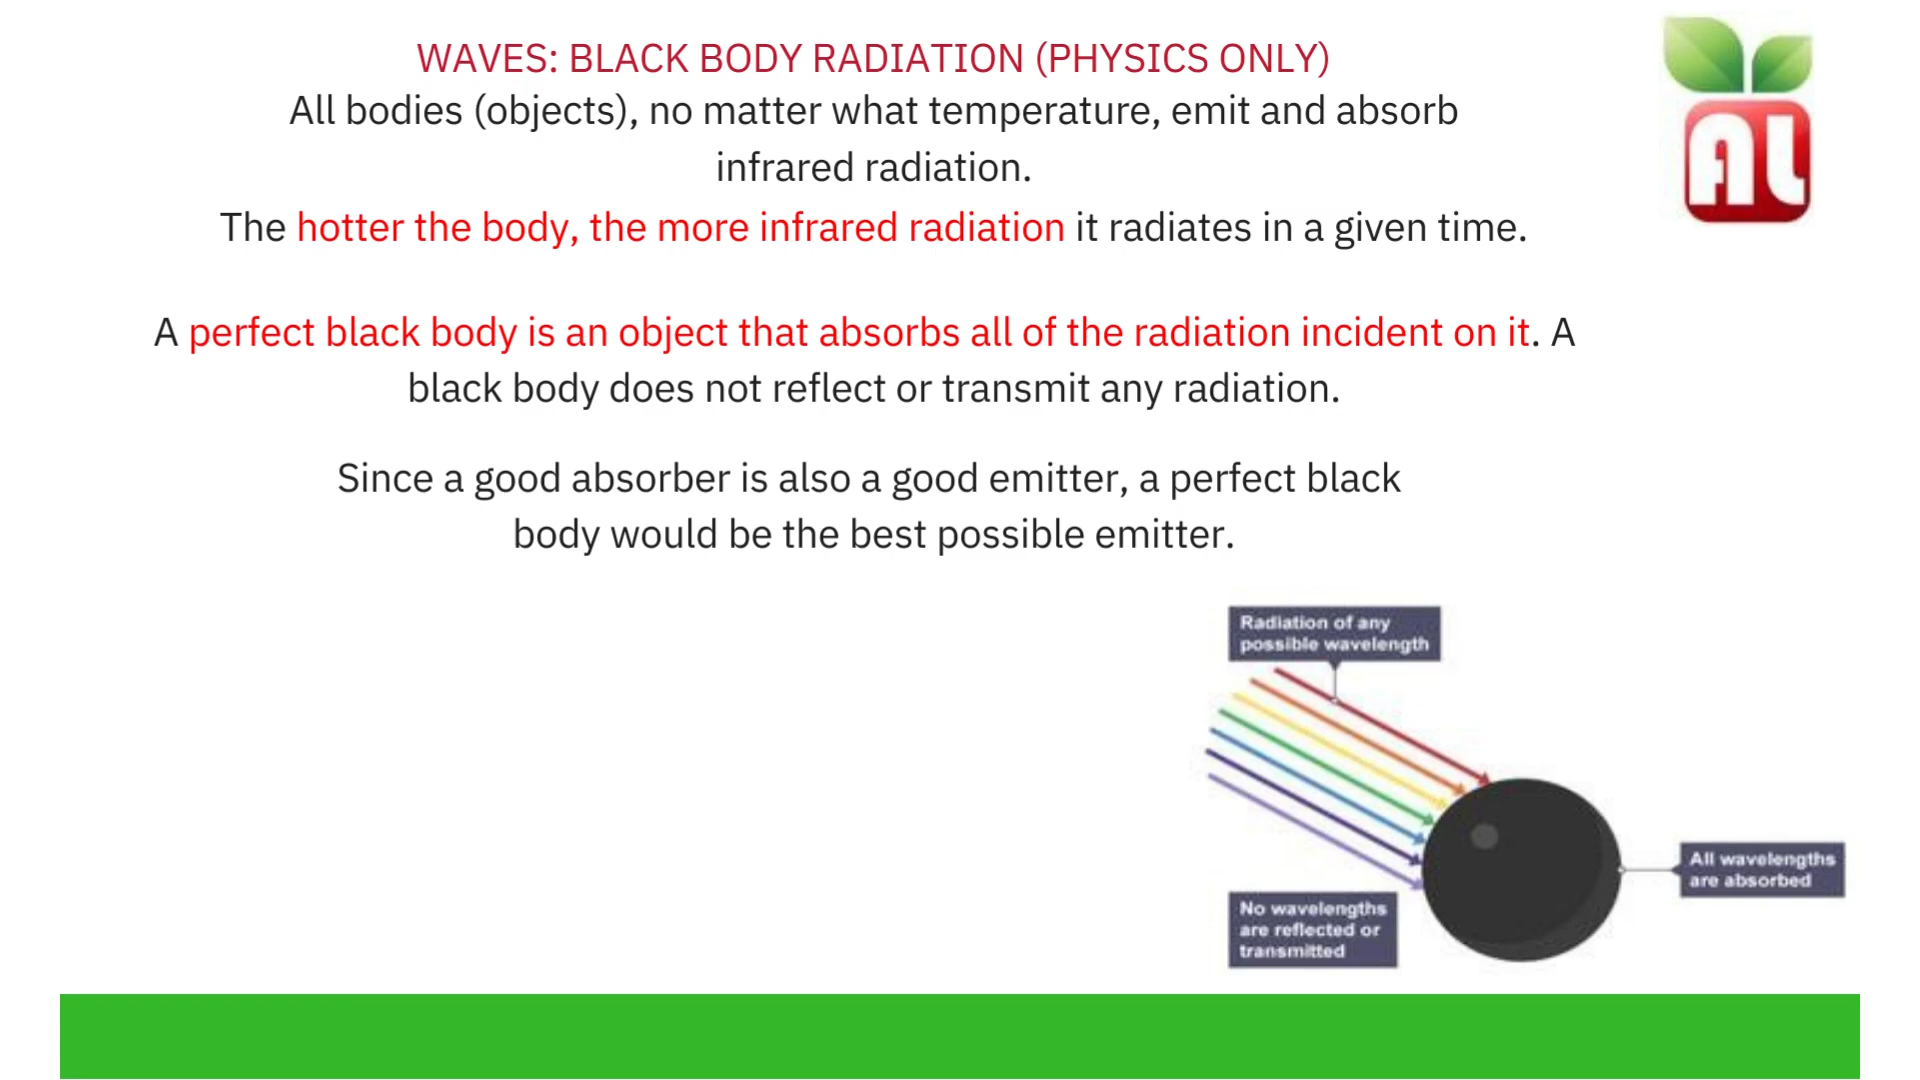 WAVES: BLACK BODY RADIATION (PHYSICS ONLY)
All bodies (objects), no matter what temperature, emit and absorb
infrared radiation.
The hotter the body, the more infrared radiation it radiates in a given time.
A perfect black body is an object that absorbs all of the radiation incident on it. A
black body does not reflect or transmit any radiation.
Since a good absorber is also a good emitter, a perfect black
body would be the best possible emitter.
Radiation of any
possible wavelength
All wavelengths
are absorbed
No wavelengths
are reflected or
transmitted
AL